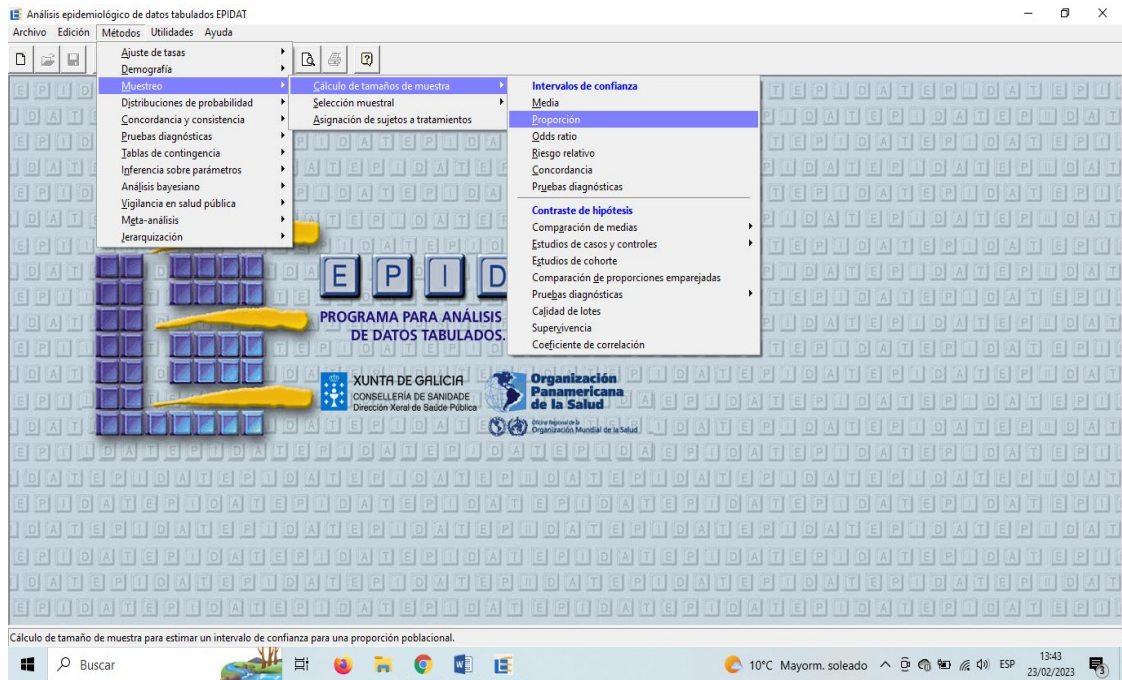 Análisis epidemiológico de datos tabulados EPIDAT
Archivo Edición Métodos Utilidades Ayuda
Ajuste de tasas
Demografía
Muestreo
Distribuciones de probabilidad
Concordancia y consistencia
Pruebas diagnósticas
Tablas de contingencia
Inferencia sobre parámetros
Análisis bayesiano
Vigilancia en salud pública
Meta-análisis
Jerarquización
Cálculo de tamaños de muestra
Selección muestral
Asignación de sujetos a tratamientos
Intervalos de confianza
Media
Proporción
Odds ratio
Riesgo relativo
Concordancia
Pruebas diagnósticas
Contraste de hipótesis
Comparación de medias
Estudios de casos y controles
Estudios de cohorte
Comparación de proporciones emparejadas
Pruebas diagnósticas
Calidad de lotes
Supervivencia
Coeficiente de correlación
E P I D
PROGRAMA PARA ANÁLISIS
DE DATOS TABULADOS.
XUNTA DE GALICIA
CONSELLERÍA DE SANIDADE
Dirección Xeral de Saúde Pública
Organización
Panamericana
de la Salud
Oficina Regional de la
Organización Mundial de la Salud
Cálculo de tamaño de muestra para estimar un intervalo de confianza para una proporción poblacional.
Buscar
10°C Mayorm. soleado
ESP
13:43
23/02/2023
3